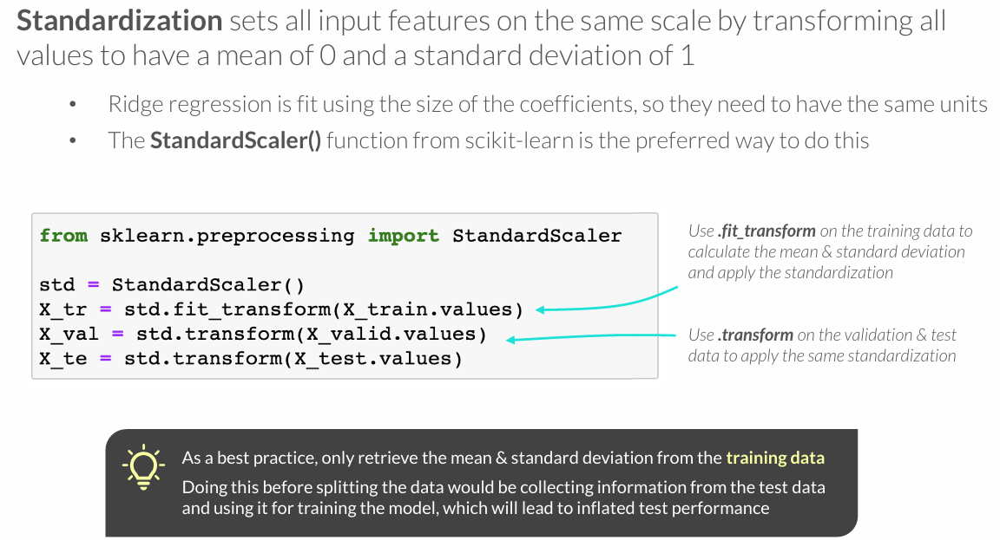 Standardization sets all input features on the same scale by transforming all
values to have a mean of 0 and a standard deviation of 1
• Ridge regression is fit using the size of the coefficients, so they need to have the same units
• The StandardScaler() function from scikit-learn is the preferred way to do this
from sklearn.preprocessing import StandardScaler
std = StandardScaler()
X_tr = std.fit_transform(X_train.values)
X_val = std.transform(X_valid.values)
X_te = std.transform(X_test.values)
Use .fit_transform on the training data to
calculate the mean & standard deviation
and apply the standardization
Use .transform on the validation & test
data to apply the same standardization
As a best practice, only retrieve the mean & standard deviation from the training data
Doing this before splitting the data would be collecting information from the test data
and using it for training the model, which will lead to inflated test performance